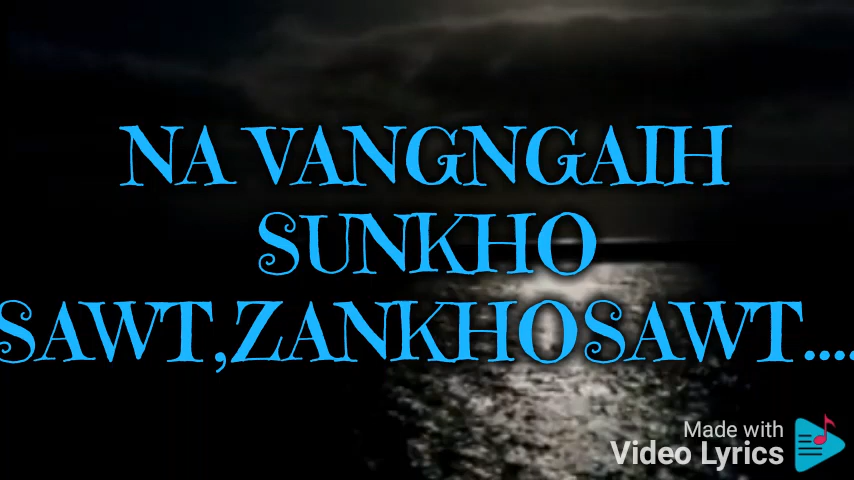 NA VANGNGAIH
SUNKHO
SAWT,ZANKHOSAWT....
Made with
Video Lyrics